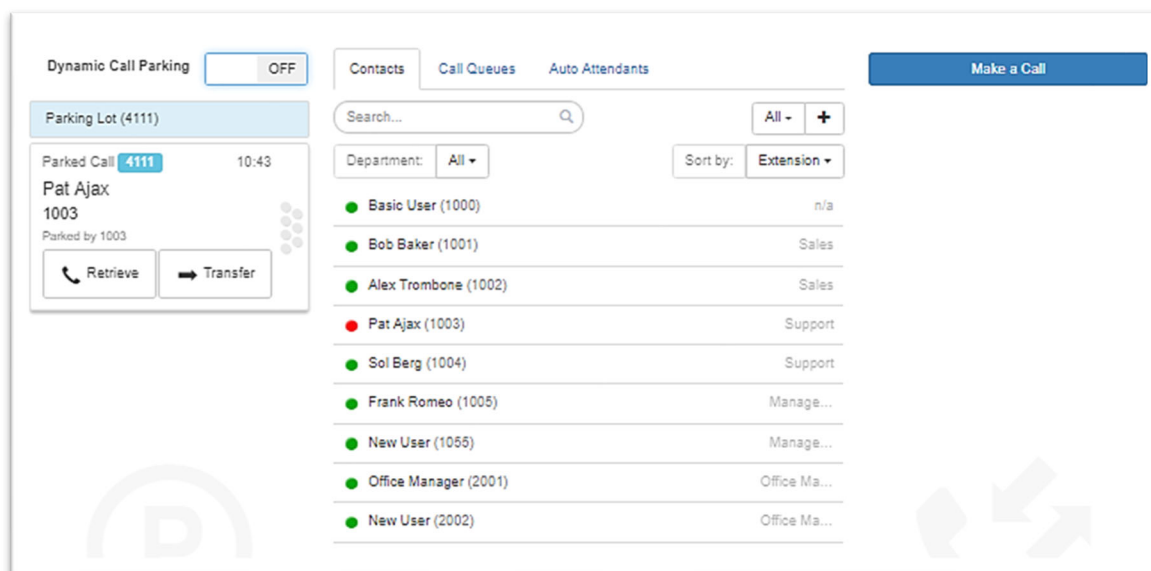 Dynamic Call Parking OFF
Parking Lot (4111)
Parked Call 4111 10:43
Pat Ajax
1003
Parked by 1003
Retrieve Transfer
Contacts Call Queues Auto Attendants
Search...
All +
Department: All
Sort by: Extension
Basic User (1000) n/a
Bob Baker (1001) Sales
Alex Trombone (1002) Sales
Pat Ajax (1003) Support
Sol Berg (1004) Support
Frank Romeo (1005) Manage...
New User (1055) Manage...
Office Manager (2001) Office Ma...
New User (2002) Office Ma...
Make a Call
P